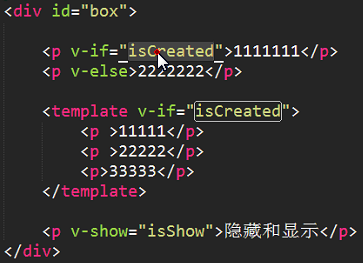 <div id="box">
<p v-if="isCreated">1111111</p>
<p v-else>2222222</p>
<template v-if="isCreated">
<p >11111</p>
<p >22222</p>
<p>33333</p>
</template>
<p v-show="isShow">隐藏和显示</p>
</div>